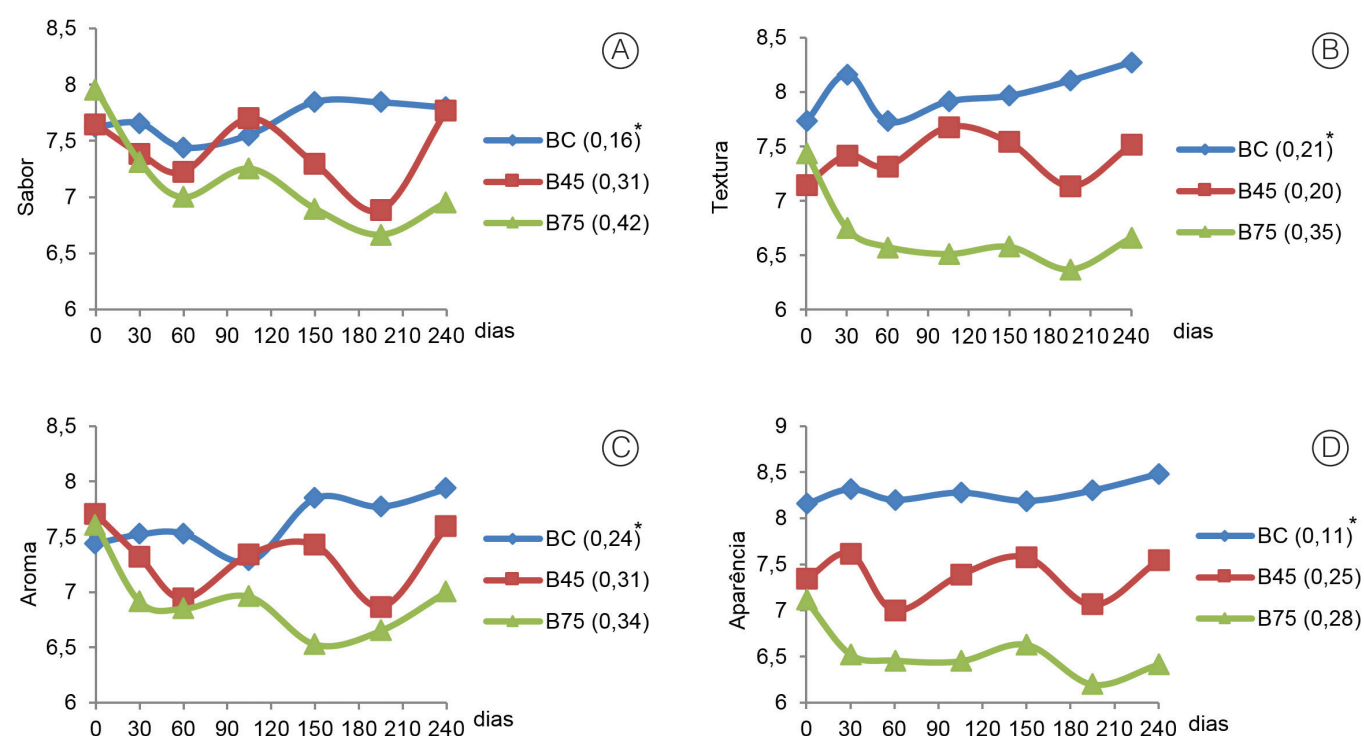 8,5
8
7,5
7
6,5
6
Sabor
0 30 60 90 120 150 180 210 240 dias
A
BC (0,16)*
B45 (0,31)
B75 (0,42)
8,5
8
7,5
7
6,5
6
Textura
0 30 60 90 120 150 180 210 240 dias
B
BC (0,21)*
B45 (0,20)
B75 (0,35)
8,5
8
7,5
7
6,5
6
Aroma
0 30 60 90 120 150 180 210 240 dias
C
BC (0,24)*
B45 (0,31)
B75 (0,34)
9
8,5
8
7,5
7
6,5
6
Aparência
0 30 60 90 120 150 180 210 240 dias
D
BC (0,11)*
B45 (0,25)
B75 (0,28)